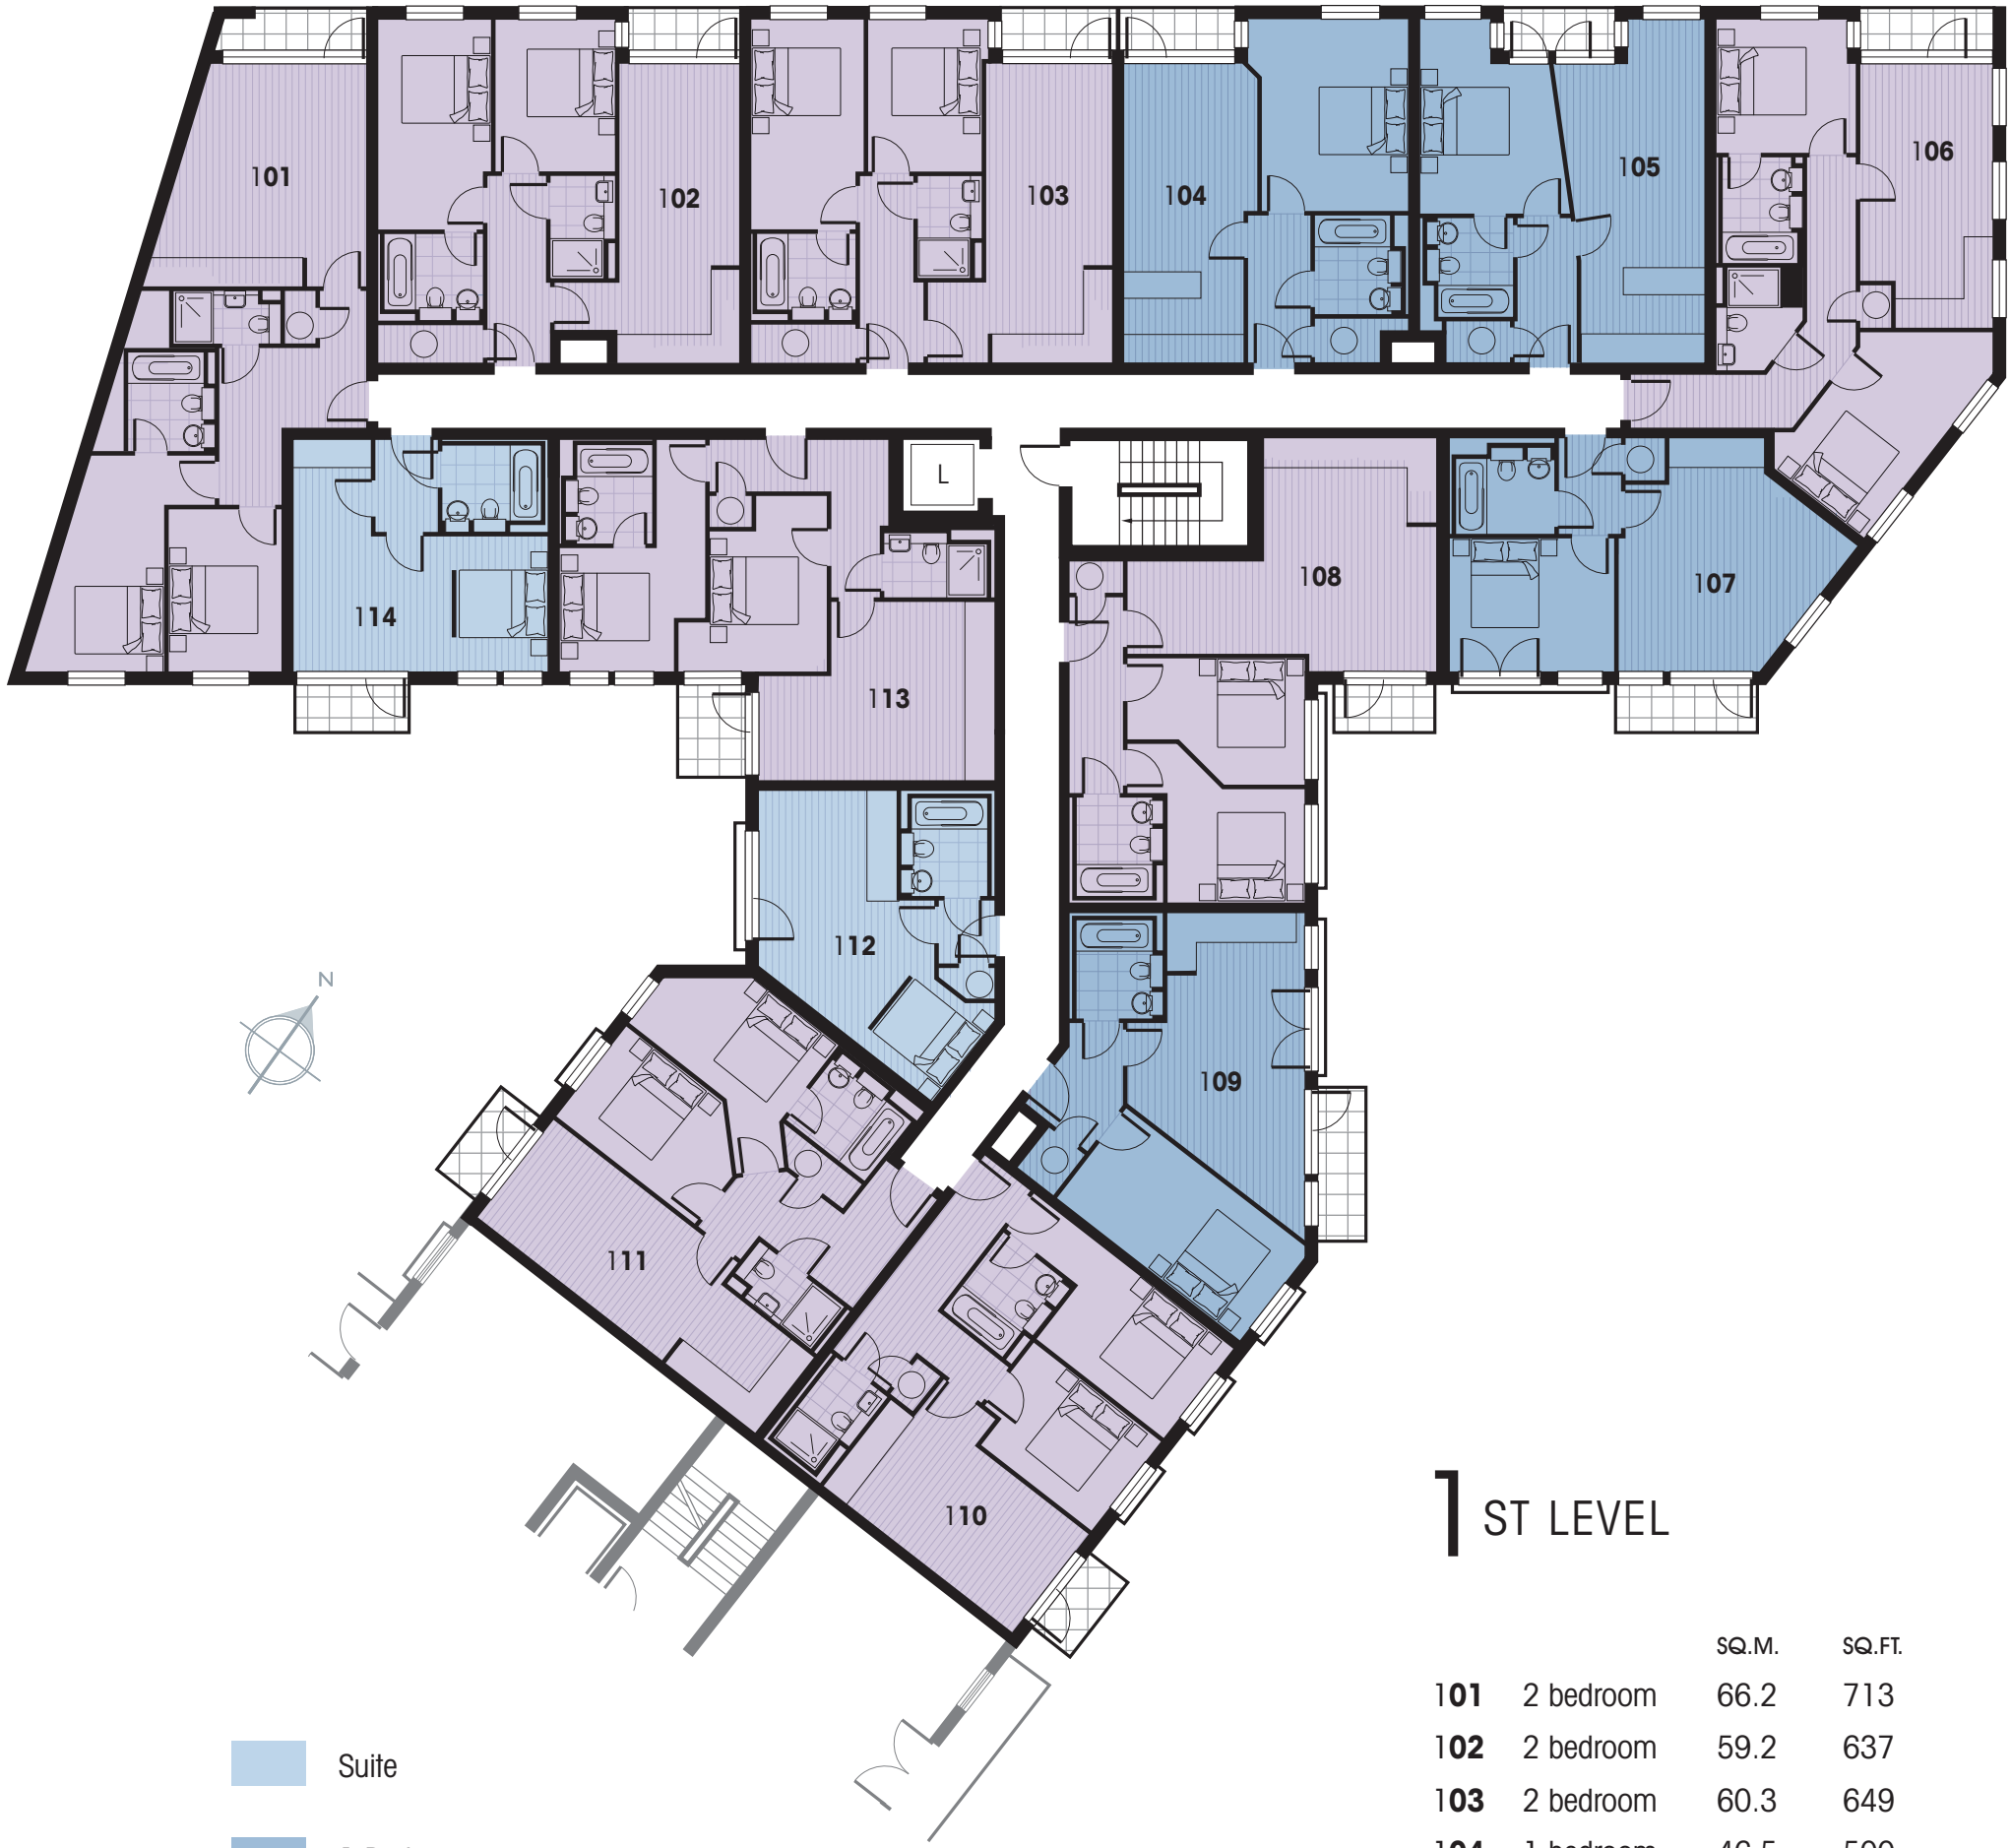 101
102
103
104
105
106
L
108
107
114
113
112
109
N
111
110
1 ST LEVEL
SQ.M. SQ.FT.
101 2 bedroom 66.2 713
102 2 bedroom 59.2 637
Suite
103 2 bedroom 60.3 649